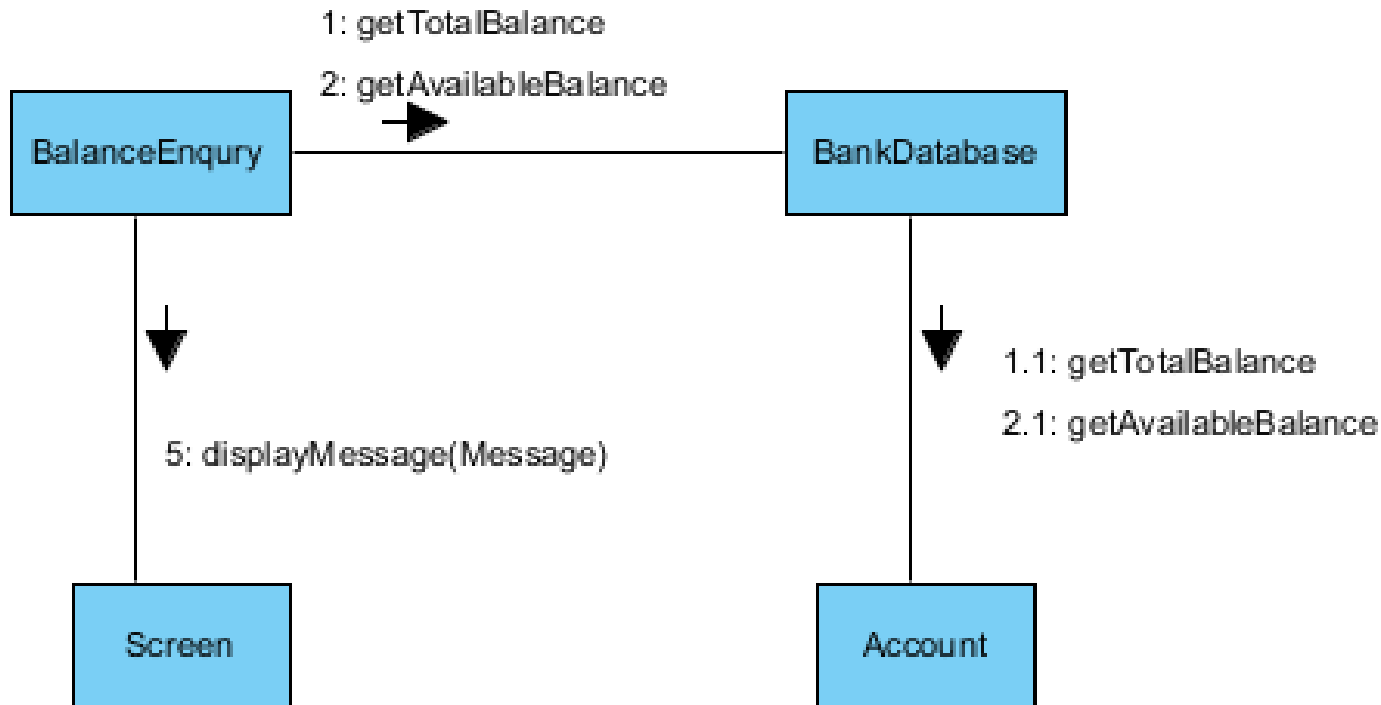 1: getTotalBalance
2: getAvailableBalance
BalanceEnqury
BankDatabase
1.1: getTotalBalance
2.1: getAvailableBalance
5: displayMessage(Message)
Screen
Account